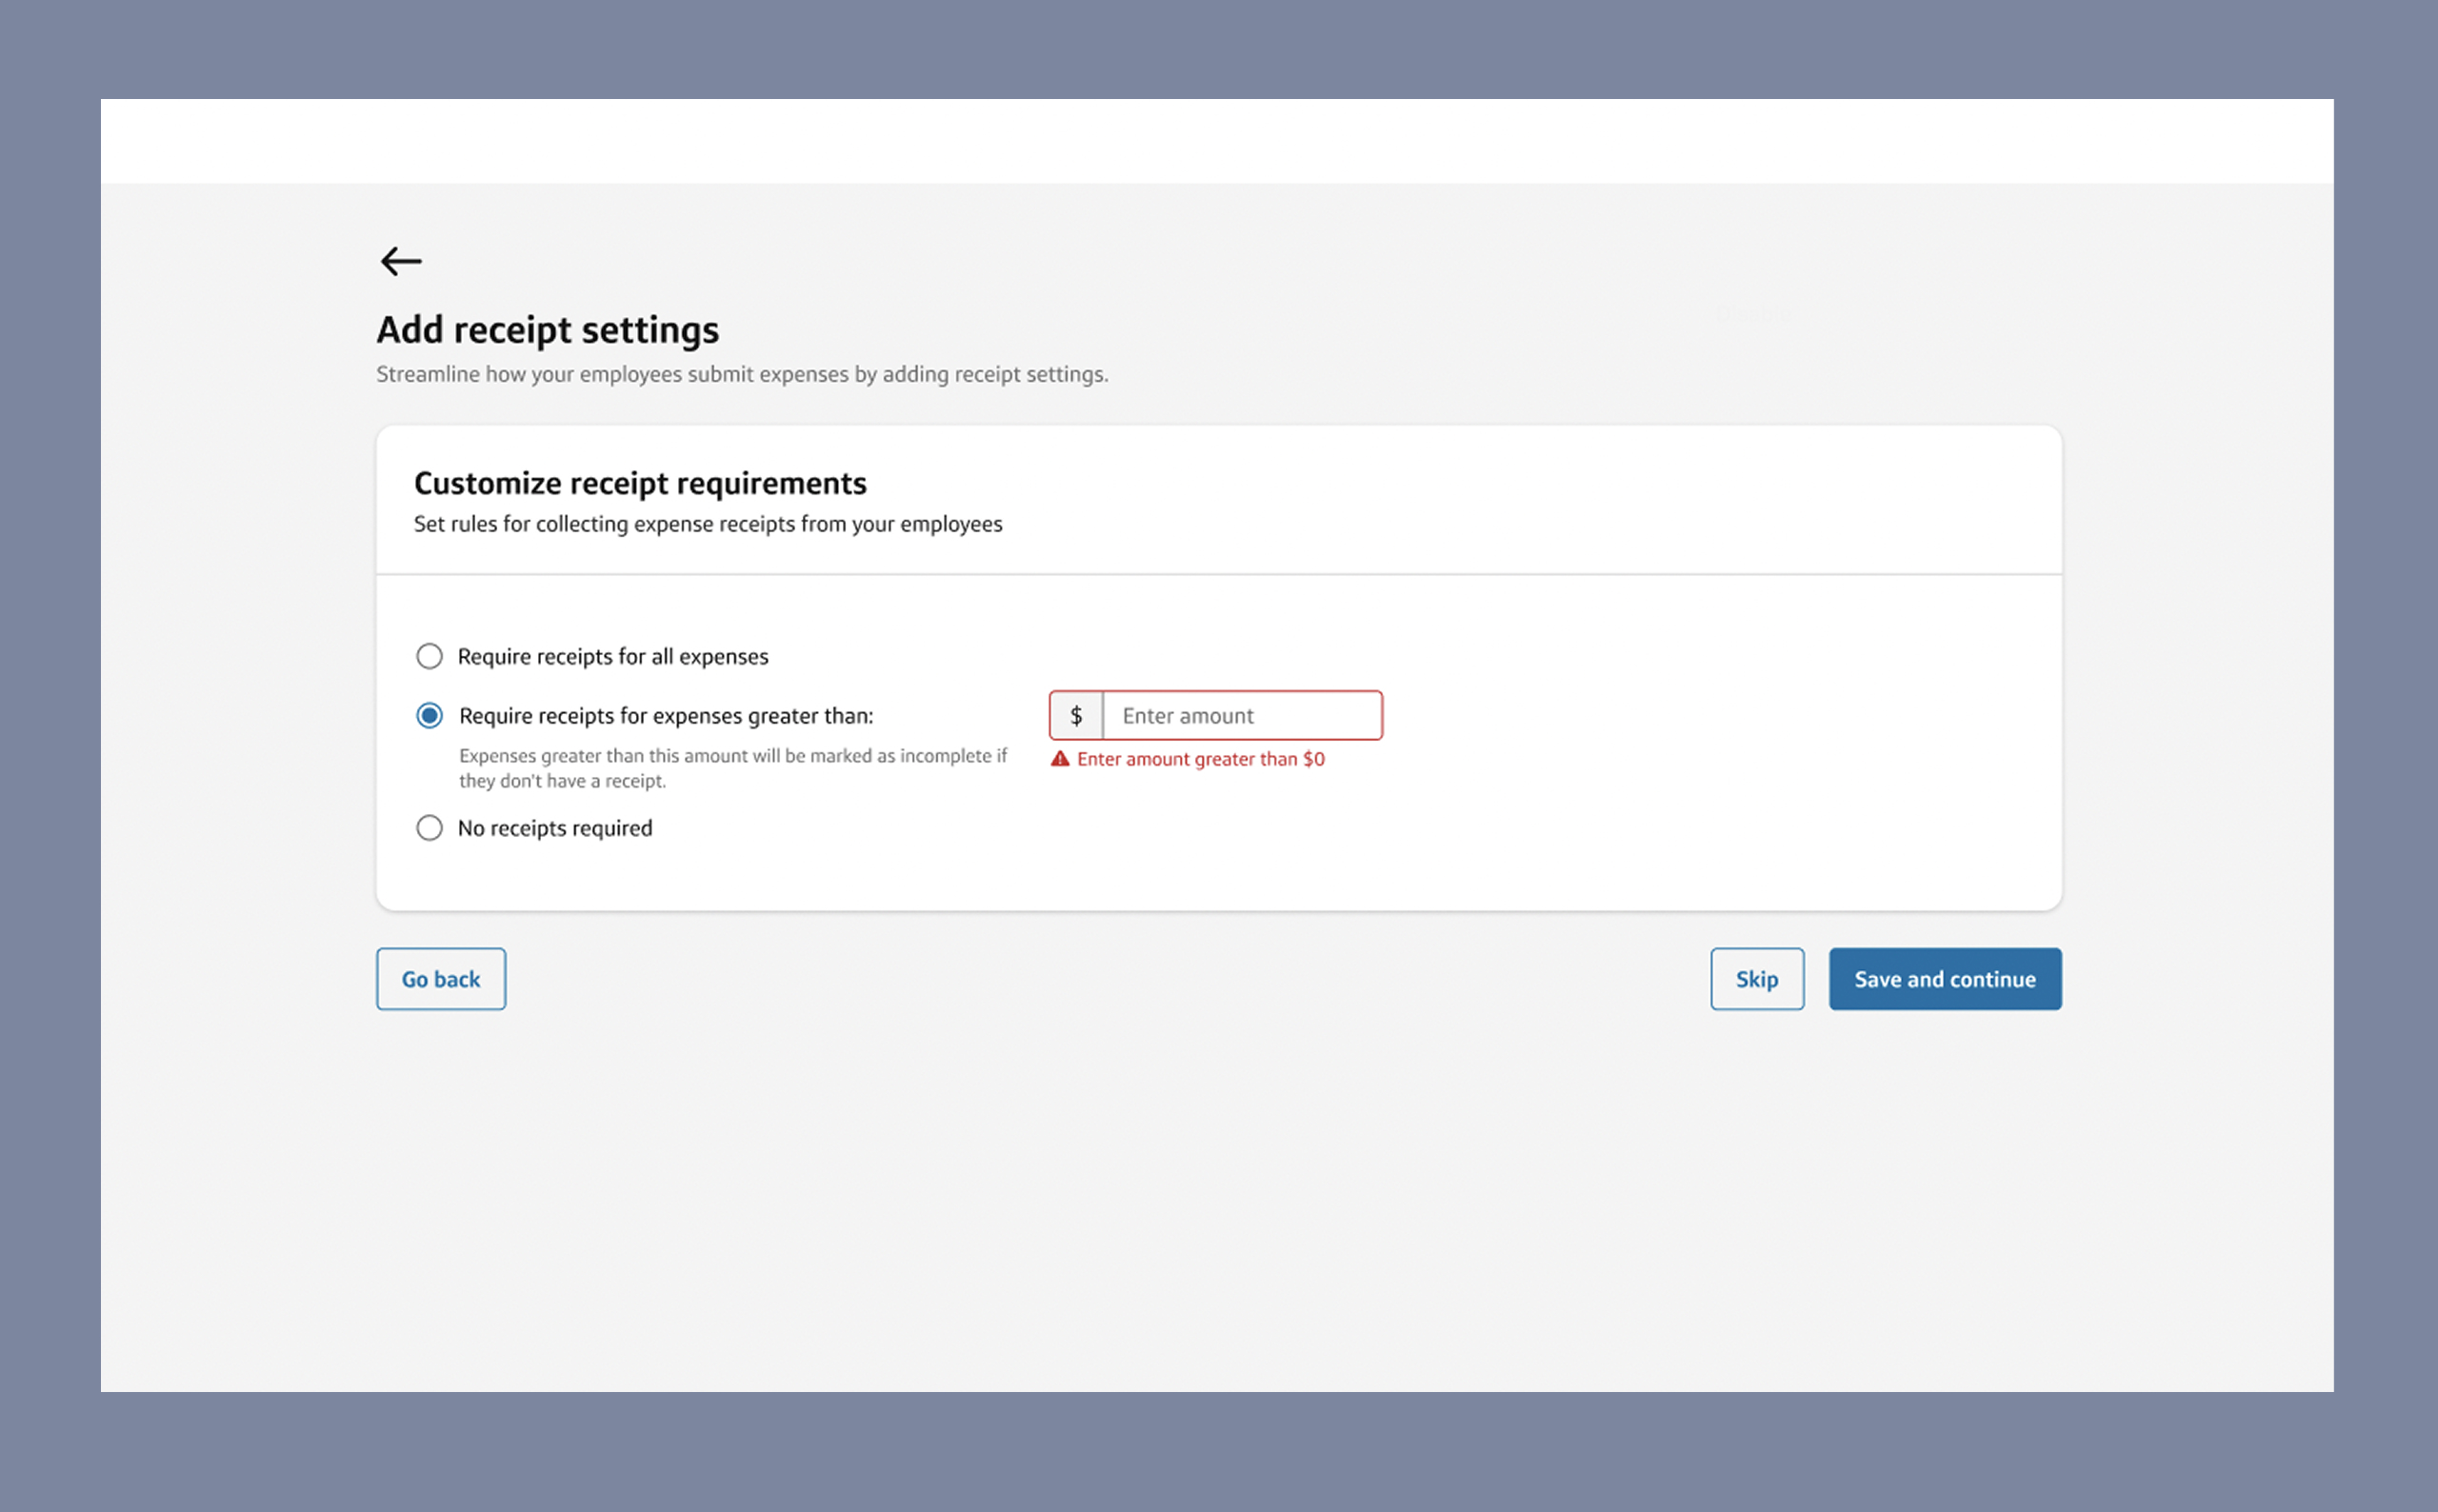 Add receipt settings
Streamline how your employees submit expenses by adding receipt settings.
Customize receipt requirements
Set rules for collecting expense receipts from your employees
Require receipts for all expenses
Require receipts for expenses greater than:
$ Enter amount
Expenses greater than this amount will be marked as incomplete if
they don't have a receipt.
Enter amount greater than $0
No receipts required
Go back
Skip
Save and continue